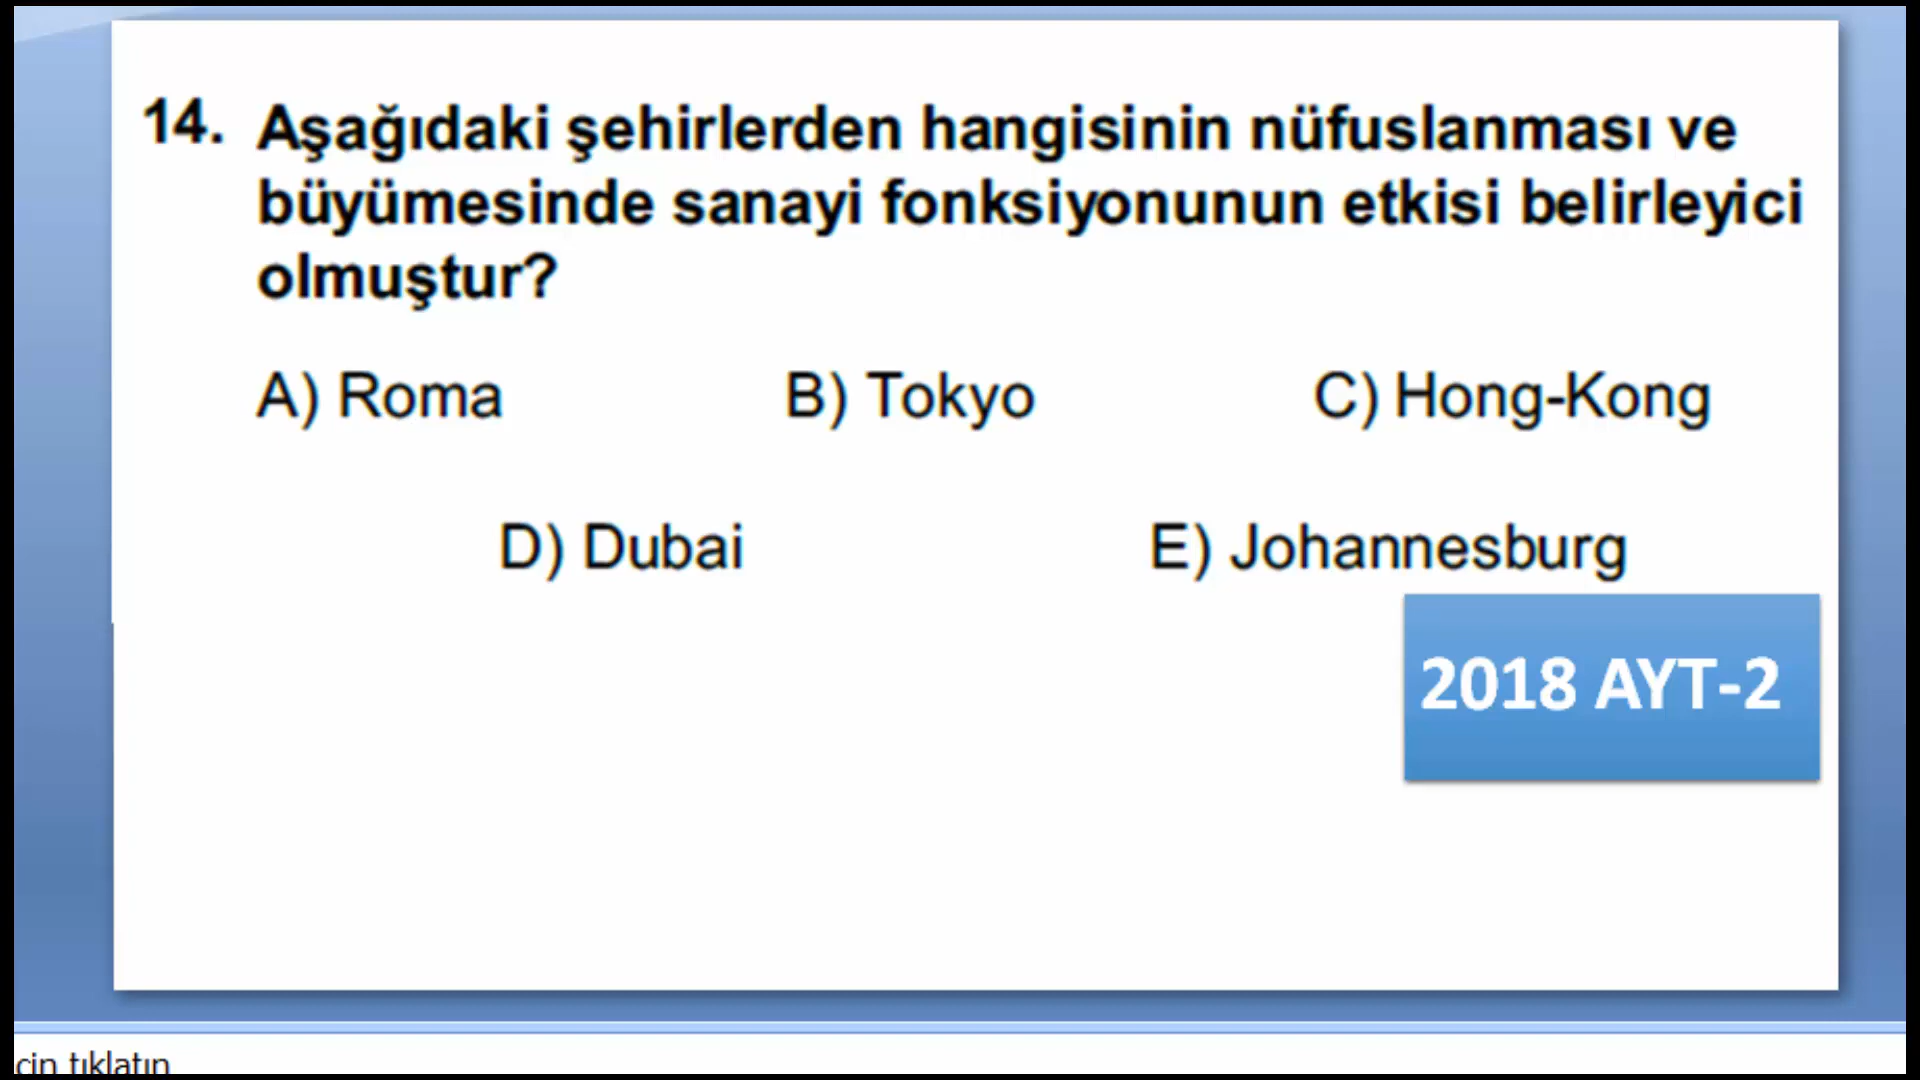 14. Aşağıdaki şehirlerden hangisinin nüfuslanması ve
büyümesinde sanayi fonksiyonunun etkisi belirleyici
olmuştur?
A) Roma B) Tokyo C) Hong-Kong
D) Dubai E) Johannesburg
2018 AYT-2
çin tıklatın